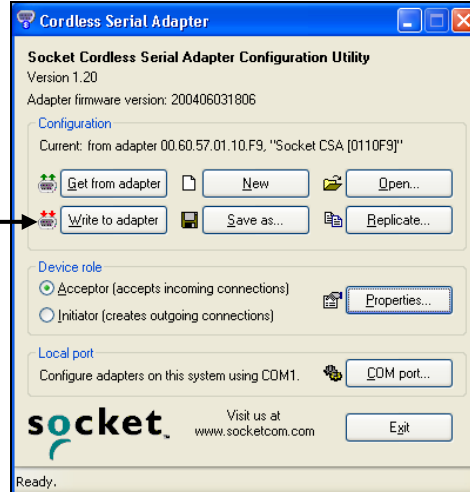 Cordless Serial Adapter
Socket Cordless Serial Adapter Configuration Utility
Version 1.20
Adapter firmware version: 200406031806
Configuration
Current: from adapter 00.60.57.01.10.F9, "Socket CSA [0110F9]"
Get from adapter New Open...
Write to adapter Save as... Replicate...
Device role
Acceptor (accepts incoming connections)
Properties...
Initiator (creates outgoing connections)
Local port
Configure adapters on this system using COM1. COM port...
socket
Visit us at
www.socketcom.com
Exit
Ready.